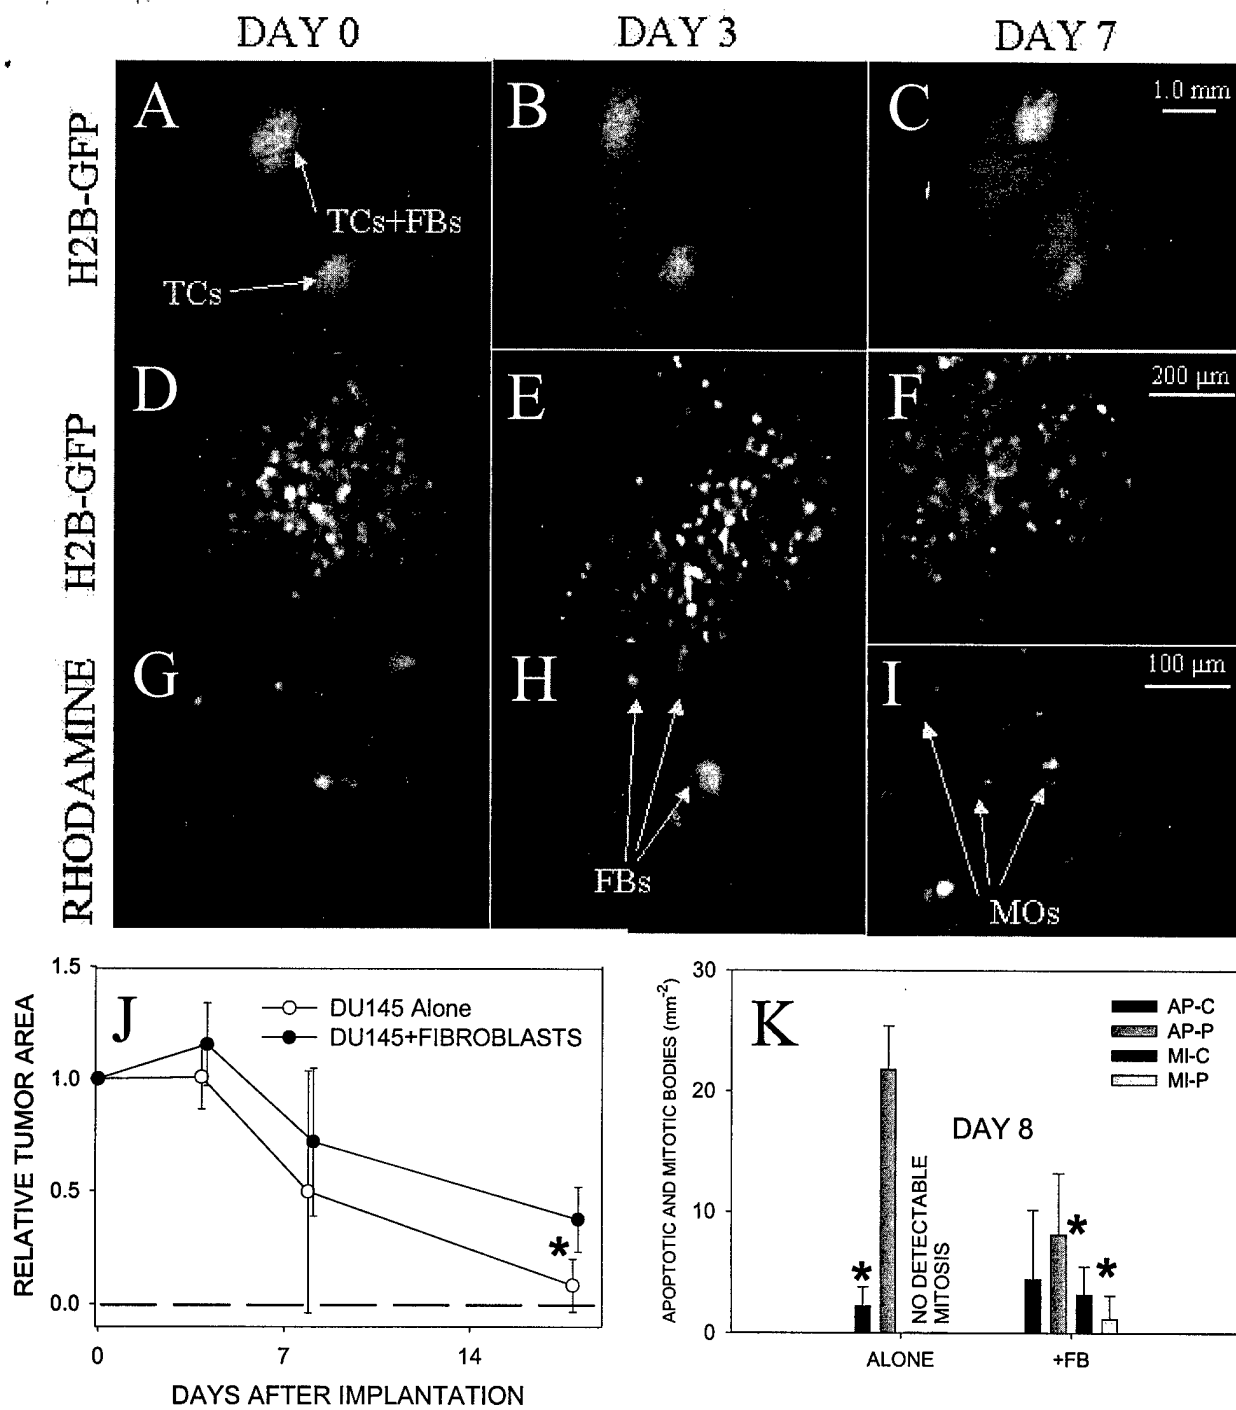 DAY 0
DAY 3
DAY 7
H2B-GFP
A
TCs+FBs
TCs
B
C
1.0 mm
H2B-GFP
D
E
F
200 µm
RHODAMINE
G
H
FBs
I
100 µm
MOs
J
1.5
1.0
0.5
0.0
RELATIVE TUMOR AREA
DU145 Alone
DU145+FIBROBLASTS
*
0
7
14
DAYS AFTER IMPLANTATION
K
30
20
10
0
APOPTOTIC AND MITOTIC BODIES (mm-2)
AP-C
AP-P
MI-C
MI-P
DAY 8
*
NO DETECTABLE
MITOSIS
*
*
ALONE
+FB